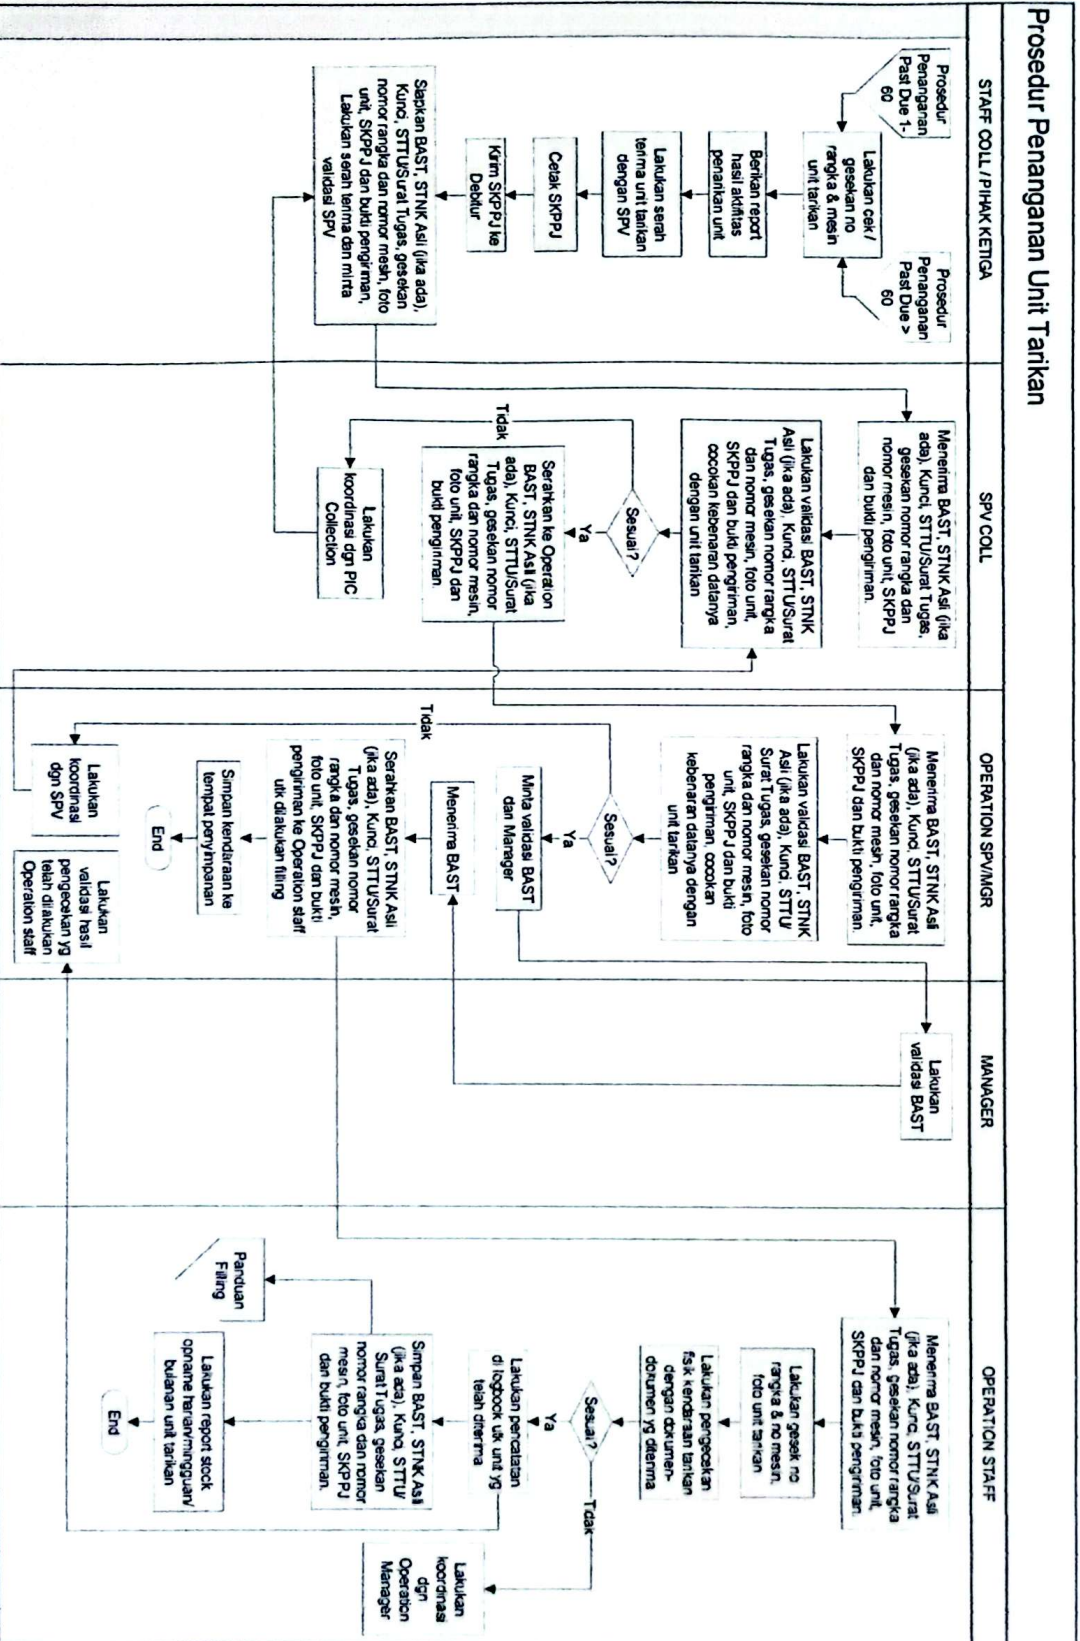 Prosedur Penanganan Unit Tarikan
STAFF COLL / PIHAK KETIGA
SPV COLL
OPERATION SPV/MGR
MANAGER
OPERATION STAFF
Prosedur
Penanganan
Past Due 1-
60
Lakukan cek /
gesekan no
rangka & mesin
unit tarikan
Prosedur
Penanganan
Past Due >
60
Berikan report
hasil aktifitas
penarikan unit
Lakukan serah
terima unit tarikan
dengan SPV
Cetak SKPPJ
Kirim SKPPJ ke
Debitur
Siapkan BAST, STNK Asli (jika ada),
Kunci, STTU/Surat Tugas, gesekan
nomor rangka dan nomor mesin, foto
unit, SKPPJ dan bukti pengiriman,
Lakukan serah terima dan minta
validasi SPV
Menerima BAST, STNK Asli (jika
ada), Kunci, STTU/Surat Tugas,
gesekan nomor rangka dan
nomor mesin, foto unit, SKPPJ
dan bukti pengiriman.
Lakukan validasi BAST, STNK
Asli (jika ada), Kunci, STTU/Surat
Tugas, gesekan nomor rangka
dan nomor mesin, foto unit,
SKPPJ dan bukti pengiriman,
cocokan kebenaran datanya
dengan unit tarikan
Sesuai?
Tidak
Ya
Serahkan ke Operation
BAST, STNK Asli (jika
ada), Kunci, STTU/Surat
Tugas, gesekan nomor
rangka dan nomor mesin,
foto unit, SKPPJ dan
bukti pengiriman.
Lakukan
koordinasi dgn PIC
Collection
Menerima BAST, STNK Asli
(jika ada), Kunci, STTU/Surat
Tugas, gesekan nomor rangka
dan nomor mesin, foto unit,
SKPPJ dan bukti pengiriman.
Lakukan validasi BAST, STNK
Asli (jika ada), Kunci, STTU/
Surat Tugas, gesekan nomor
rangka dan nomor mesin, foto
unit, SKPPJ dan bukti
pengiriman, cocokan
kebenaran datanya dengan
unit tarikan
Sesuai?
Tidak
Ya
Minta validasi BAST
dari Manager
Menerima BAST
Serahkan BAST, STNK Asli
(jika ada), Kunci, STTU/Surat
Tugas, gesekan nomor
rangka dan nomor mesin,
foto unit, SKPPJ dan bukti
pengiriman ke Operation staff
utk dilakukan filling
Simpan kendaraan ke
tempat penyimpanan
End
Lakukan
koordinasi
dgn SPV
Lakukan
validasi hasil
pengecekan yg
telah dilakukan
Operation staff
Lakukan
validasi BAST
Menerima BAST, STNK Asli
(jika ada), Kunci, STTU/Surat
Tugas, gesekan nomor rangka
dan nomor mesin, foto unit,
SKPPJ dan bukti pengiriman.
Lakukan gesek no
rangka & no mesin,
foto unit tarikan
Lakukan pengecekan
fisik kendaraan tarikan
dengan dokumen-
dokumen yg diterima
Sesuai?
Tidak
Ya
Lakukan pencatatan
di logbook utk unit yg
telah diterima
Lakukan
koordinasi
dgn
Operation
Manager
Simpan BAST, STNK Asli
(jika ada), Kunci, STTU/
Surat Tugas, gesekan
nomor rangka dan nomor
mesin, foto unit, SKPPJ
dan bukti pengiriman.
Panduan
Filling
Lakukan report stock
opname harian/mingguan/
bulanan unit tarikan
End